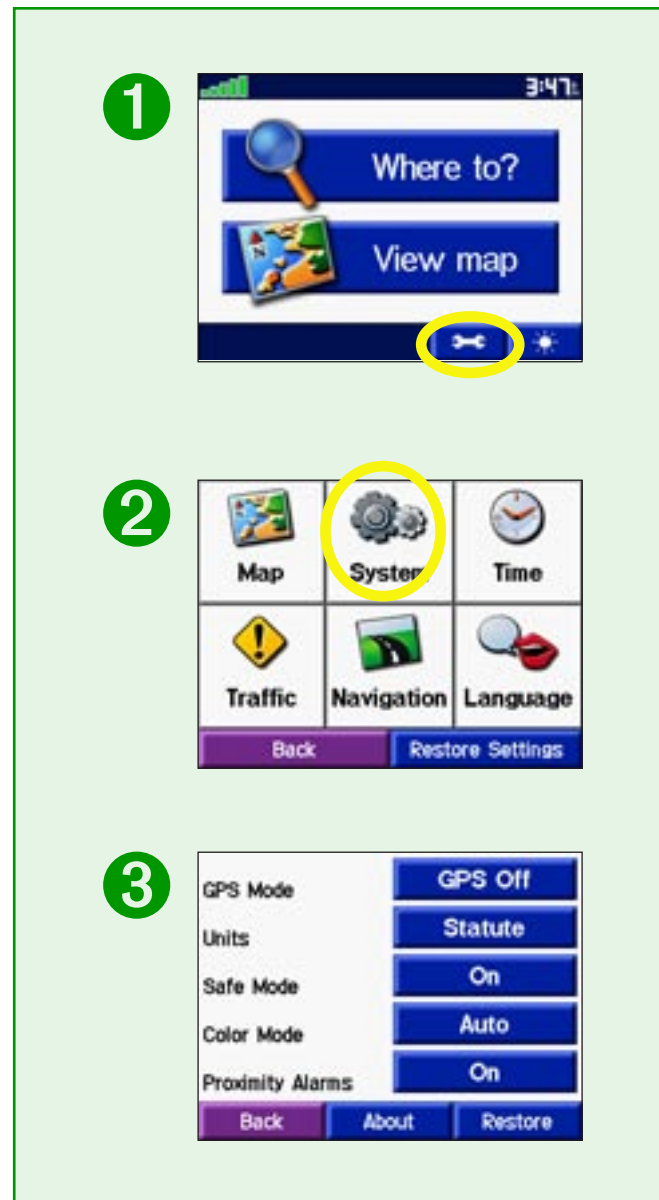 1
3:47
Where to?
N
View map
2
Map System Time
Traffic Navigation Language
Back Restore Settings
3
GPS Mode GPS Off
Units Statute
Safe Mode On
Color Mode Auto
Proximity Alarms On
Back About Restore